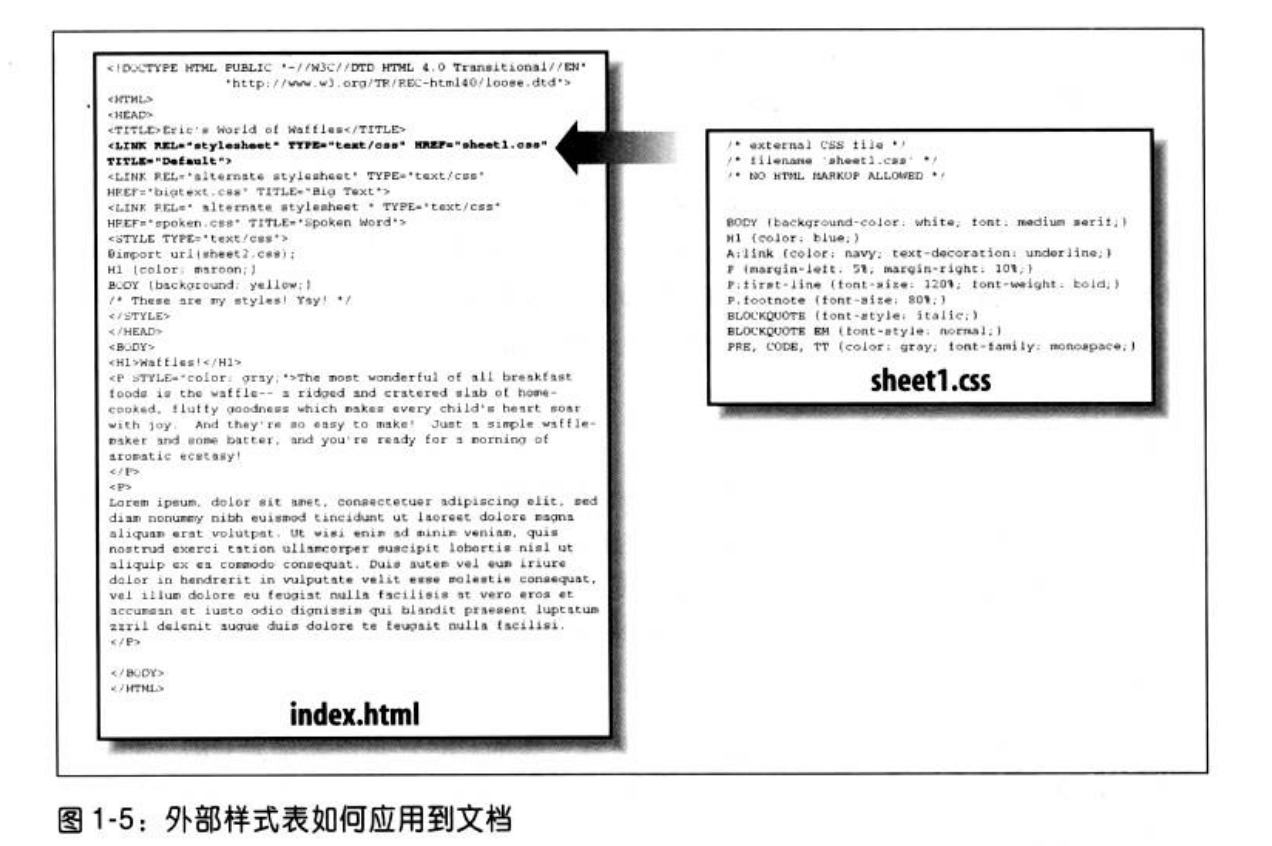 <!DOCTYPE HTML PUBLIC "-//W3C//DTD HTML 4.0 Transitional//EN"
"http://www.w3.org/TR/REC-html40/loose.dtd">
<HTML>
<HEAD>
<TITLE>Eric's World of Waffles</TITLE>
<LINK REL="stylesheet" TYPE="text/css" HREF="sheet1.css"
TITLE="Default">
<LINK REL="alternate stylesheet" TYPE="text/css"
HREF="bigtext.css" TITLE="Big Text">
<LINK REL=" alternate stylesheet " TYPE="text/css"
HREF="spoken.css" TITLE="Spoken Word">
<STYLE TYPE="text/css">
@import url(sheet2.css);
H1 {color: maroon;}
BODY {background: yellow;}
/* These are my styles! Yay! */
</STYLE>
</HEAD>
<BODY>
<H1>Waffles!</H1>
<P STYLE="color: gray;">The most wonderful of all breakfast
foods is the waffle-- a ridged and cratered slab of home-
cooked, fluffy goodness which makes every child's heart soar
with joy. And they're so easy to make! Just a simple waffle-
maker and some batter, and you're ready for a morning of
aromatic ecstasy!
</P>
<P>
Lorem ipsum, dolor sit amet, consectetuer adipiscing elit, sed
diam nonummy nibh euismod tincidunt ut laoreet dolore magna
aliquam erat volutpat. Ut wisi enim ad minim veniam, quis
nostrud exerci tation ullamcorper suscipit lobortis nisl ut
aliquip ex ea commodo consequat. Duis autem vel eum iriure
dolor in hendrerit in vulputate velit esse molestie consequat,
vel illum dolore eu feugiat nulla facilisis at vero eros et
accumsan et iusto odio dignissim qui blandit praesent luptatum
zzril delenit augue duis dolore te feugait nulla facilisi.
</P>
</BODY>
</HTML>
index.html
/* external CSS file */
/* filename 'sheet1.css' */
/* NO HTML MARKUP ALLOWED */
BODY {background-color: white; font: medium serif;}
H1 {color: blue;}
A:link {color: navy; text-decoration: underline;}
P {margin-left: 5%; margin-right: 10%;}
P:first-line {font-size: 120%; font-weight: bold;}
P.footnote {font-size: 80%;}
BLOCKQUOTE {font-style: italic;}
BLOCKQUOTE EM {font-style: normal;}
PRE, CODE, TT {color: gray; font-family: monospace;}
sheet1.css
图 1-5：外部样式表如何应用到文档